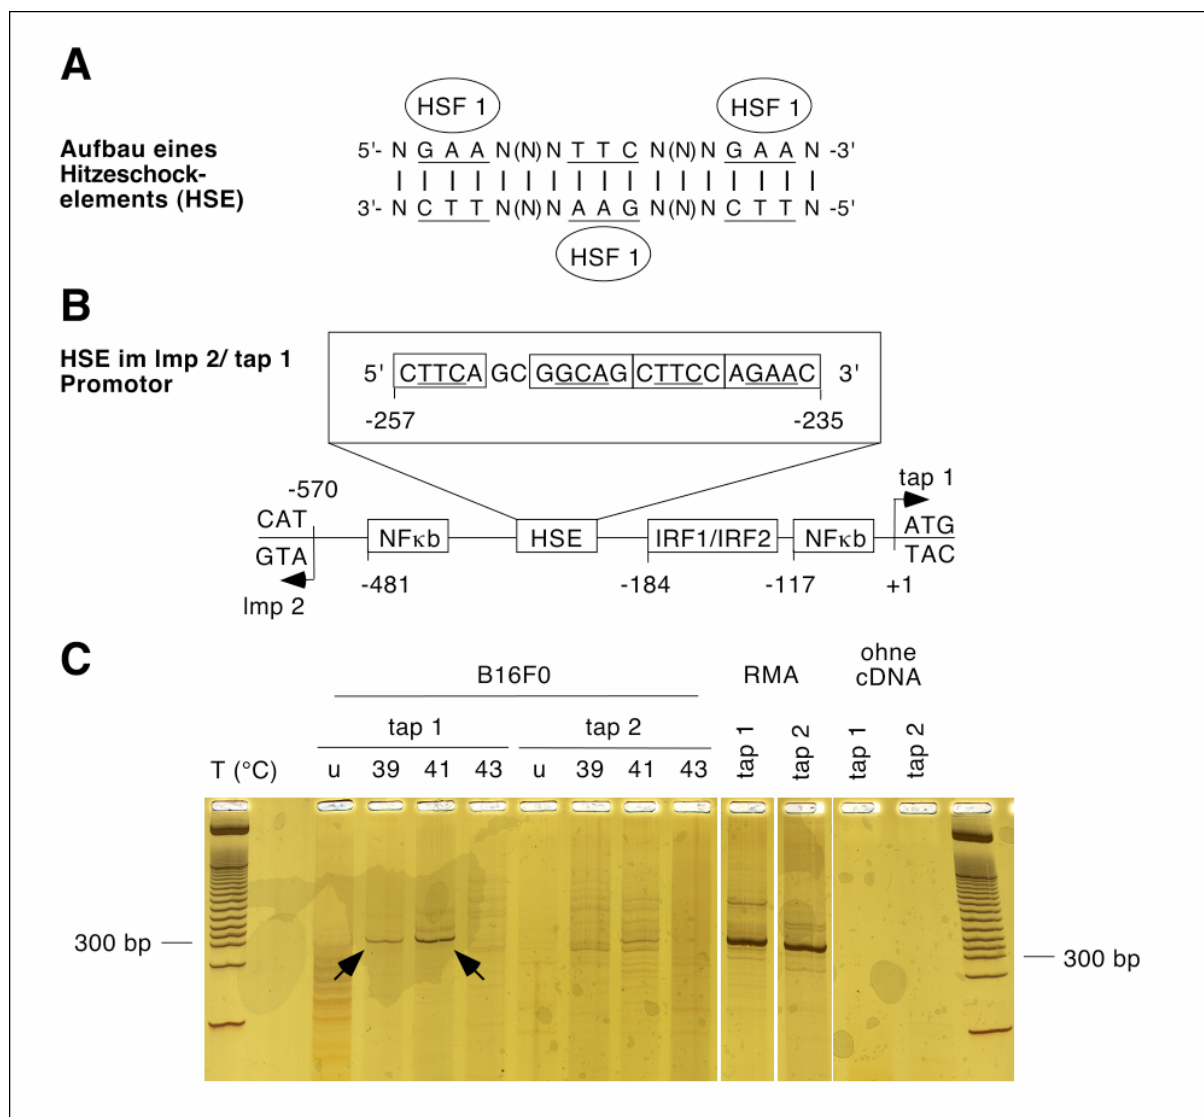 A
HSF 1 HSF 1
Aufbau eines
Hitzeschock-
elements (HSE)
5'- N G A A N(N) N T T C N(N) N G A A N -3'
3'- N C T T N(N) N A A G N(N) N C T T N -5'
HSF 1
B
HSE im lmp 2/ tap 1
Promotor
5' CTTCA GC GGCAG CTTCC AGAAC 3'
-257 -235
-570 tap 1
CAT NFκb HSE IRF1/IRF2 NFκb ATG
GTA TAC
-481 -184 -117 +1
lmp 2
C
B16F0 RMA ohne
cDNA
tap 1 tap 2 tap 1 tap 2 tap 1 tap 2
T (°C) u 39 41 43 u 39 41 43
300 bp
300 bp